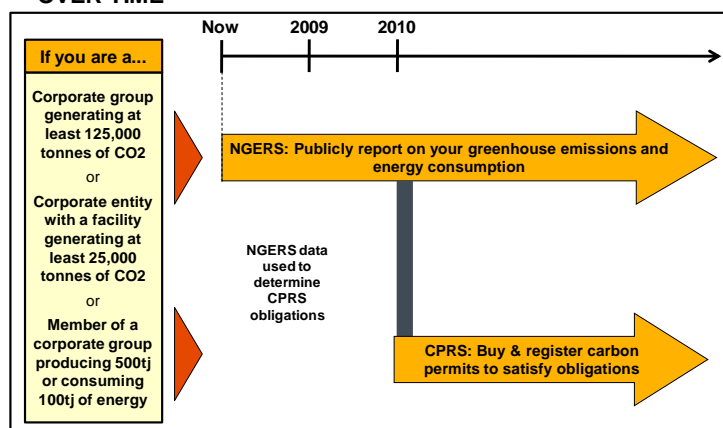 OVER TIME
Now 2009 2010
If you are a...
Corporate group
generating at
least 125,000
tonnes of CO2
or
Corporate entity
with a facility
generating at
least 25,000
tonnes of CO2
or
Member of a
corporate group
producing 500tj
or consuming
100tj of energy
NGERS: Publicly report on your greenhouse emissions and
energy consumption
NGERS data
used to
determine
CPRS
obligations
CPRS: Buy & register carbon
permits to satisfy obligations